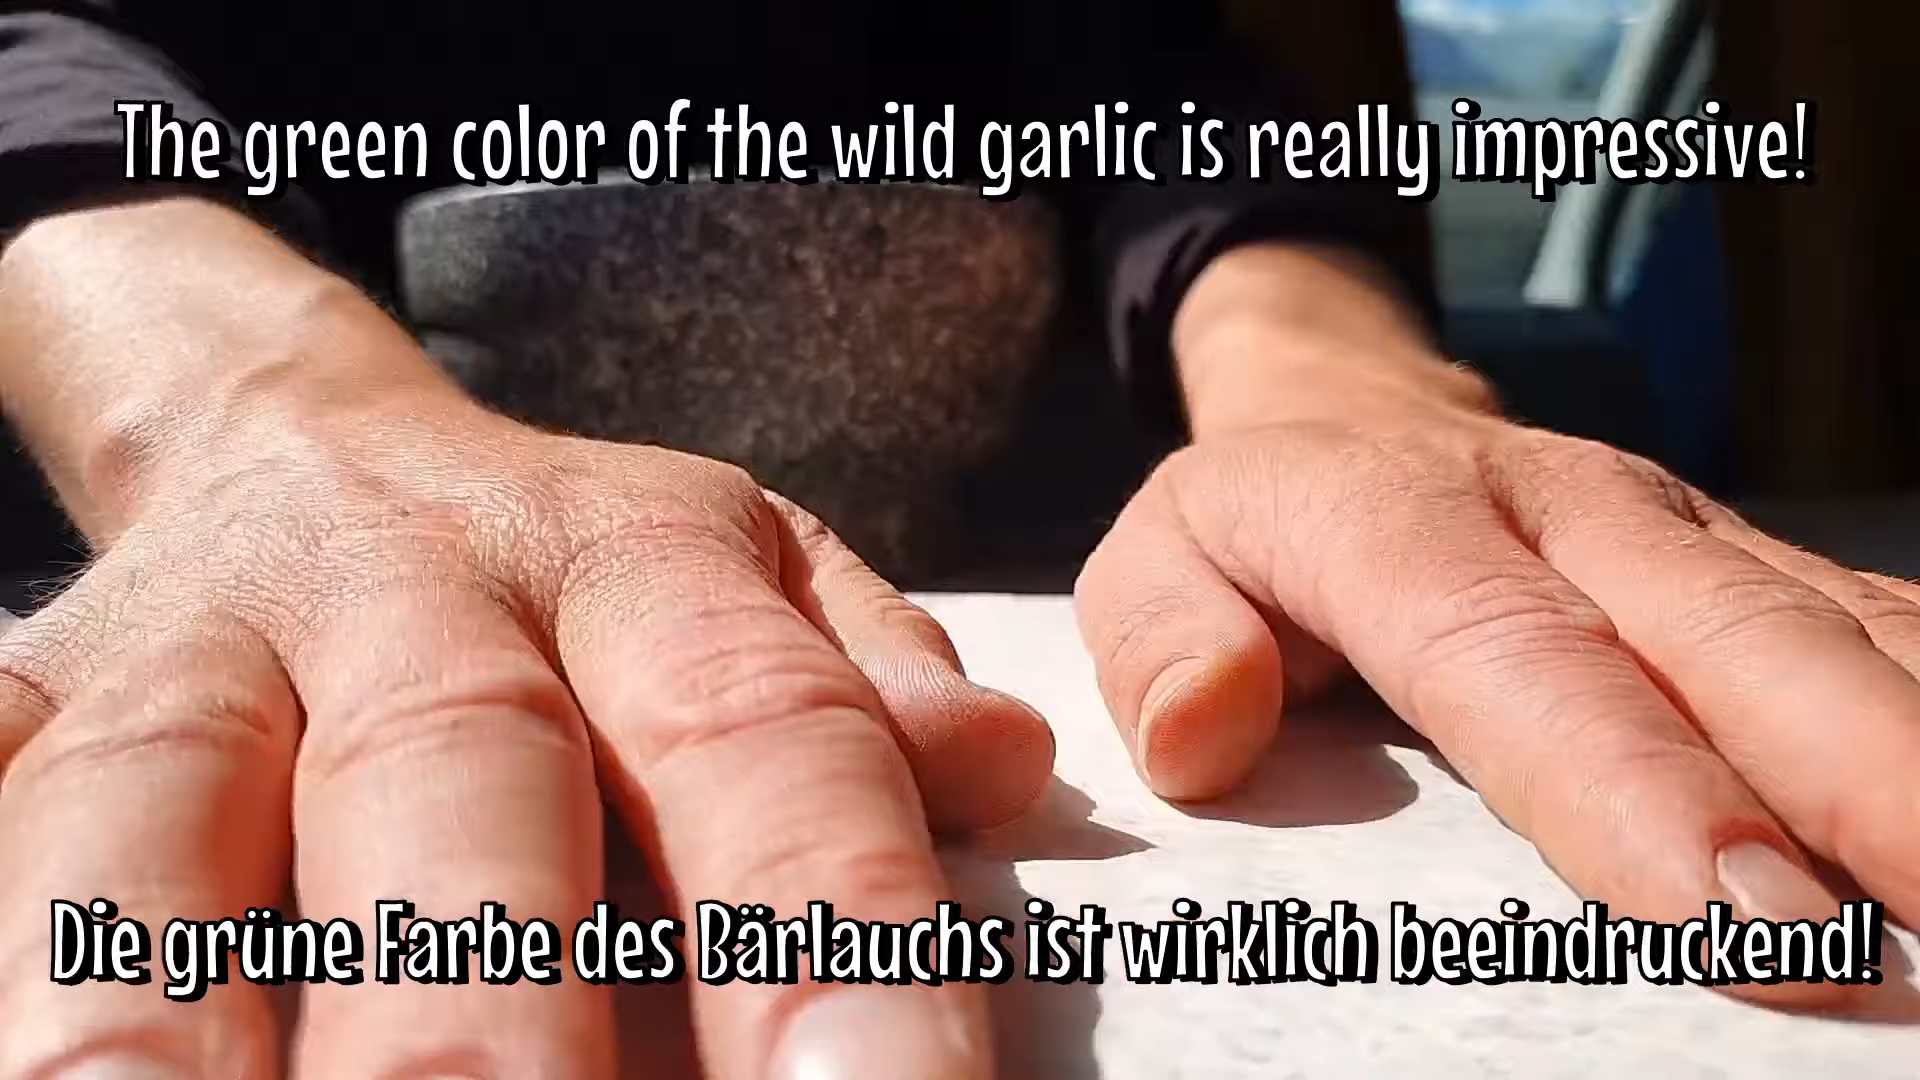 The green color of the wild garlic is really impressive!
Die grüne Farbe des Bärlauchs ist wirklich beeindruckend!